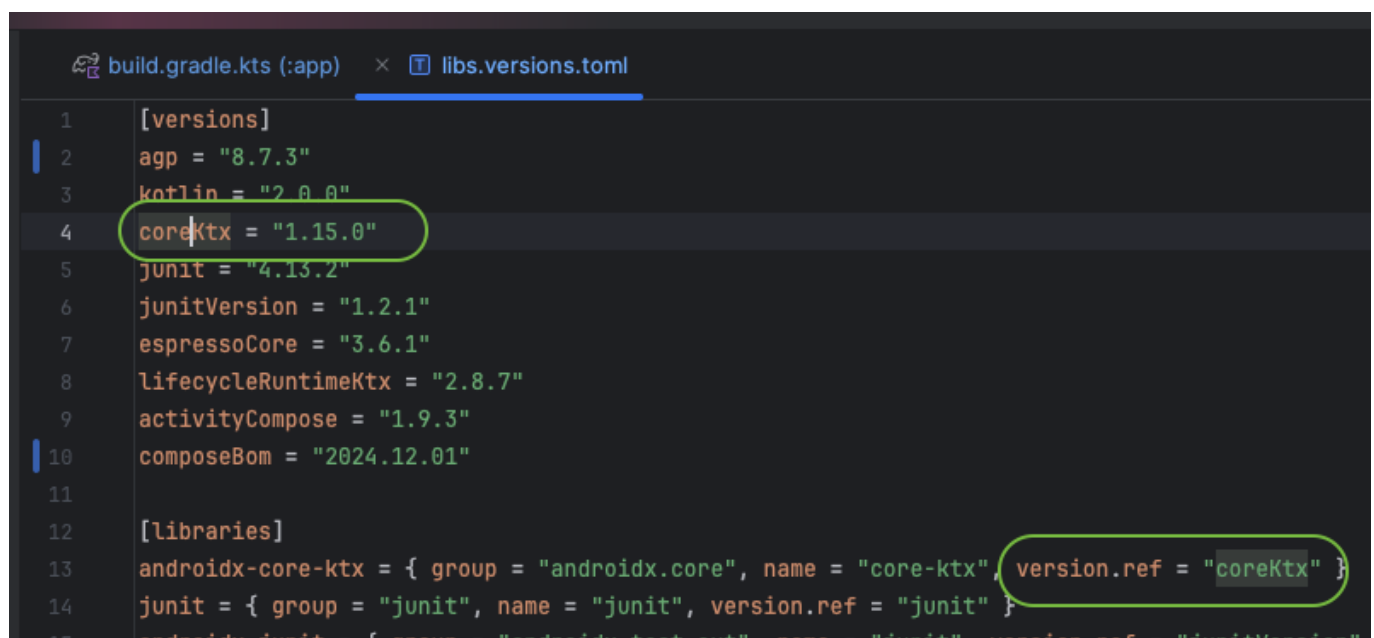 build.gradle.kts (:app) × T libs.versions.toml
1 [versions]
2 agp = "8.7.3"
3 kotlin = "2.0.0"
4 coreKtx = "1.15.0"
5 junit = "4.13.2"
6 junitVersion = "1.2.1"
7 espressoCore = "3.6.1"
8 lifecycleRuntimeKtx = "2.8.7"
9 activityCompose = "1.9.3"
10 composeBom = "2024.12.01"
11
12 [libraries]
13 androidx-core-ktx = { group = "androidx.core", name = "core-ktx", version.ref = "coreKtx" }
14 junit = { group = "junit", name = "junit", version.ref = "junit" }